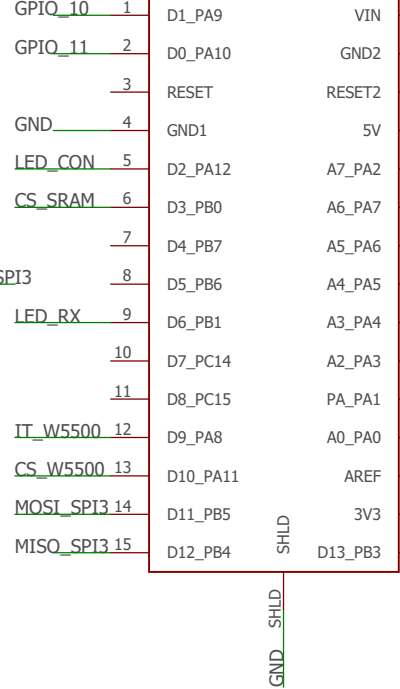 GPIO_10 1 D1_PA9 VIN
GPIO_11 2 D0_PA10 GND2
3 RESET RESET2
GND 4 GND1 5V
LED_CON 5 D2_PA12 A7_PA2
CS_SRAM 6 D3_PB0 A6_PA7
7 D4_PB7 A5_PA6
SPI3 8 D5_PB6 A4_PA5
LED_RX 9 D6_PB1 A3_PA4
10 D7_PC14 A2_PA3
11 D8_PC15 PA_PA1
IT_W5500 12 D9_PA8 A0_PA0
CS_W5500 13 D10_PA11 AREF
MOSI_SPI3 14 D11_PB5 3V3
MISO_SPI3 15 D12_PB4 SHLD D13_PB3
SHLD
GND